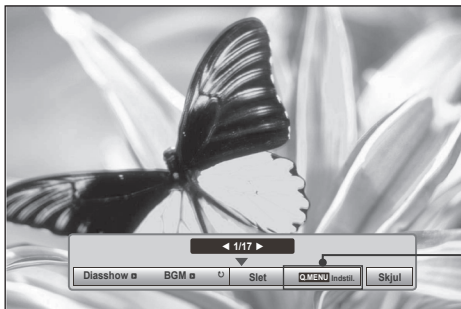 ◀ 1/17 ▶
Diasshow BGM ↻ Slet Q.MENU Indstil. Skjul